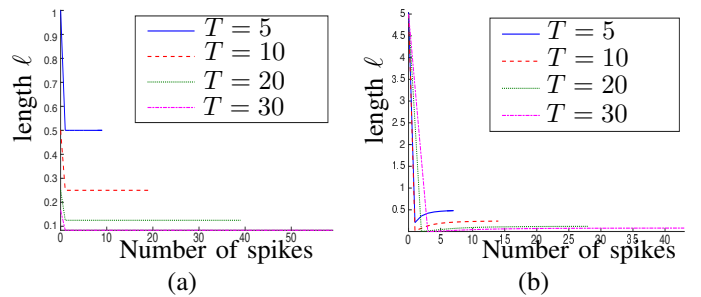 length ℓ
1
0.9
0.8
0.7
0.6
0.5
0.4
0.3
0.2
0.1
0 10 20 30 40 50
Number of spikes
T = 5
T = 10
T = 20
T = 30
(a)
length ℓ
5
4.5
4
3.5
3
2.5
2
1.5
1
0.5
0 5 10 15 20 25 30 35 40
Number of spikes
T = 5
T = 10
T = 20
T = 30
(b)